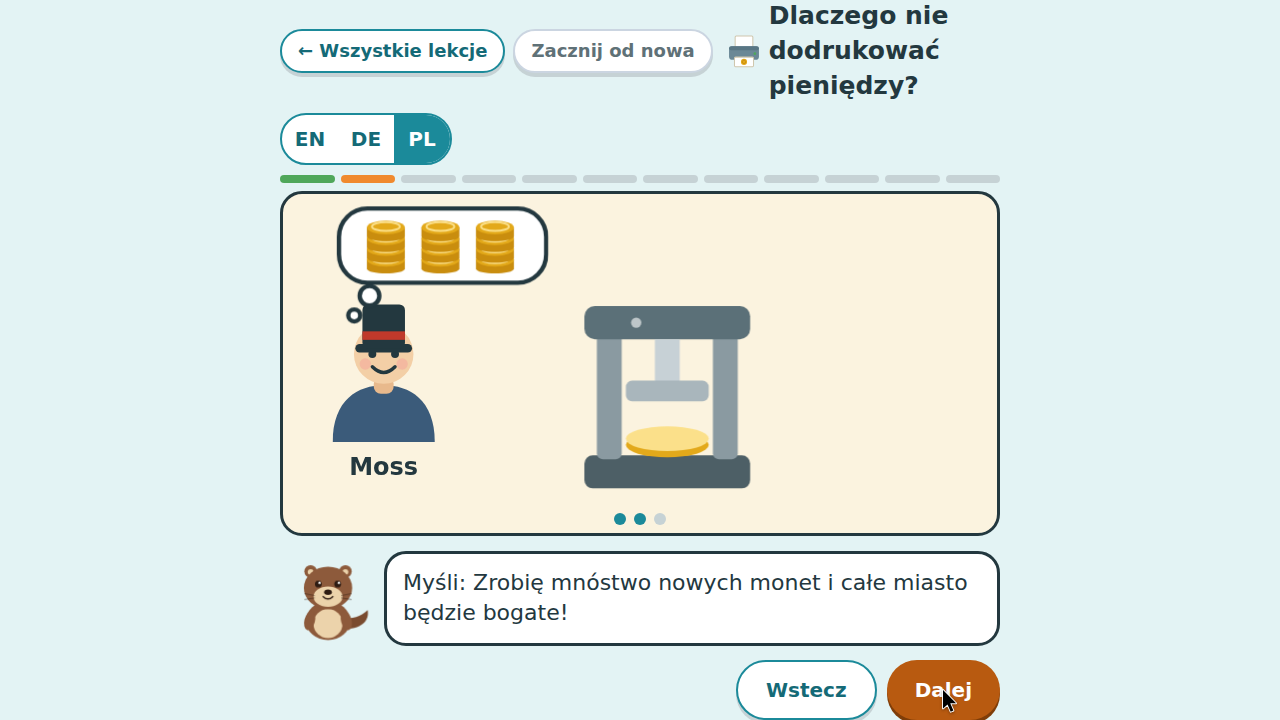 ← Wszystkie lekcje
Zacznij od nowa
Dlaczego nie
dodrukować
pieniędzy?
EN DE PL
Moss
Myśli: Zrobię mnóstwo nowych monet i całe miasto
będzie bogate!
Wstecz
Dalej